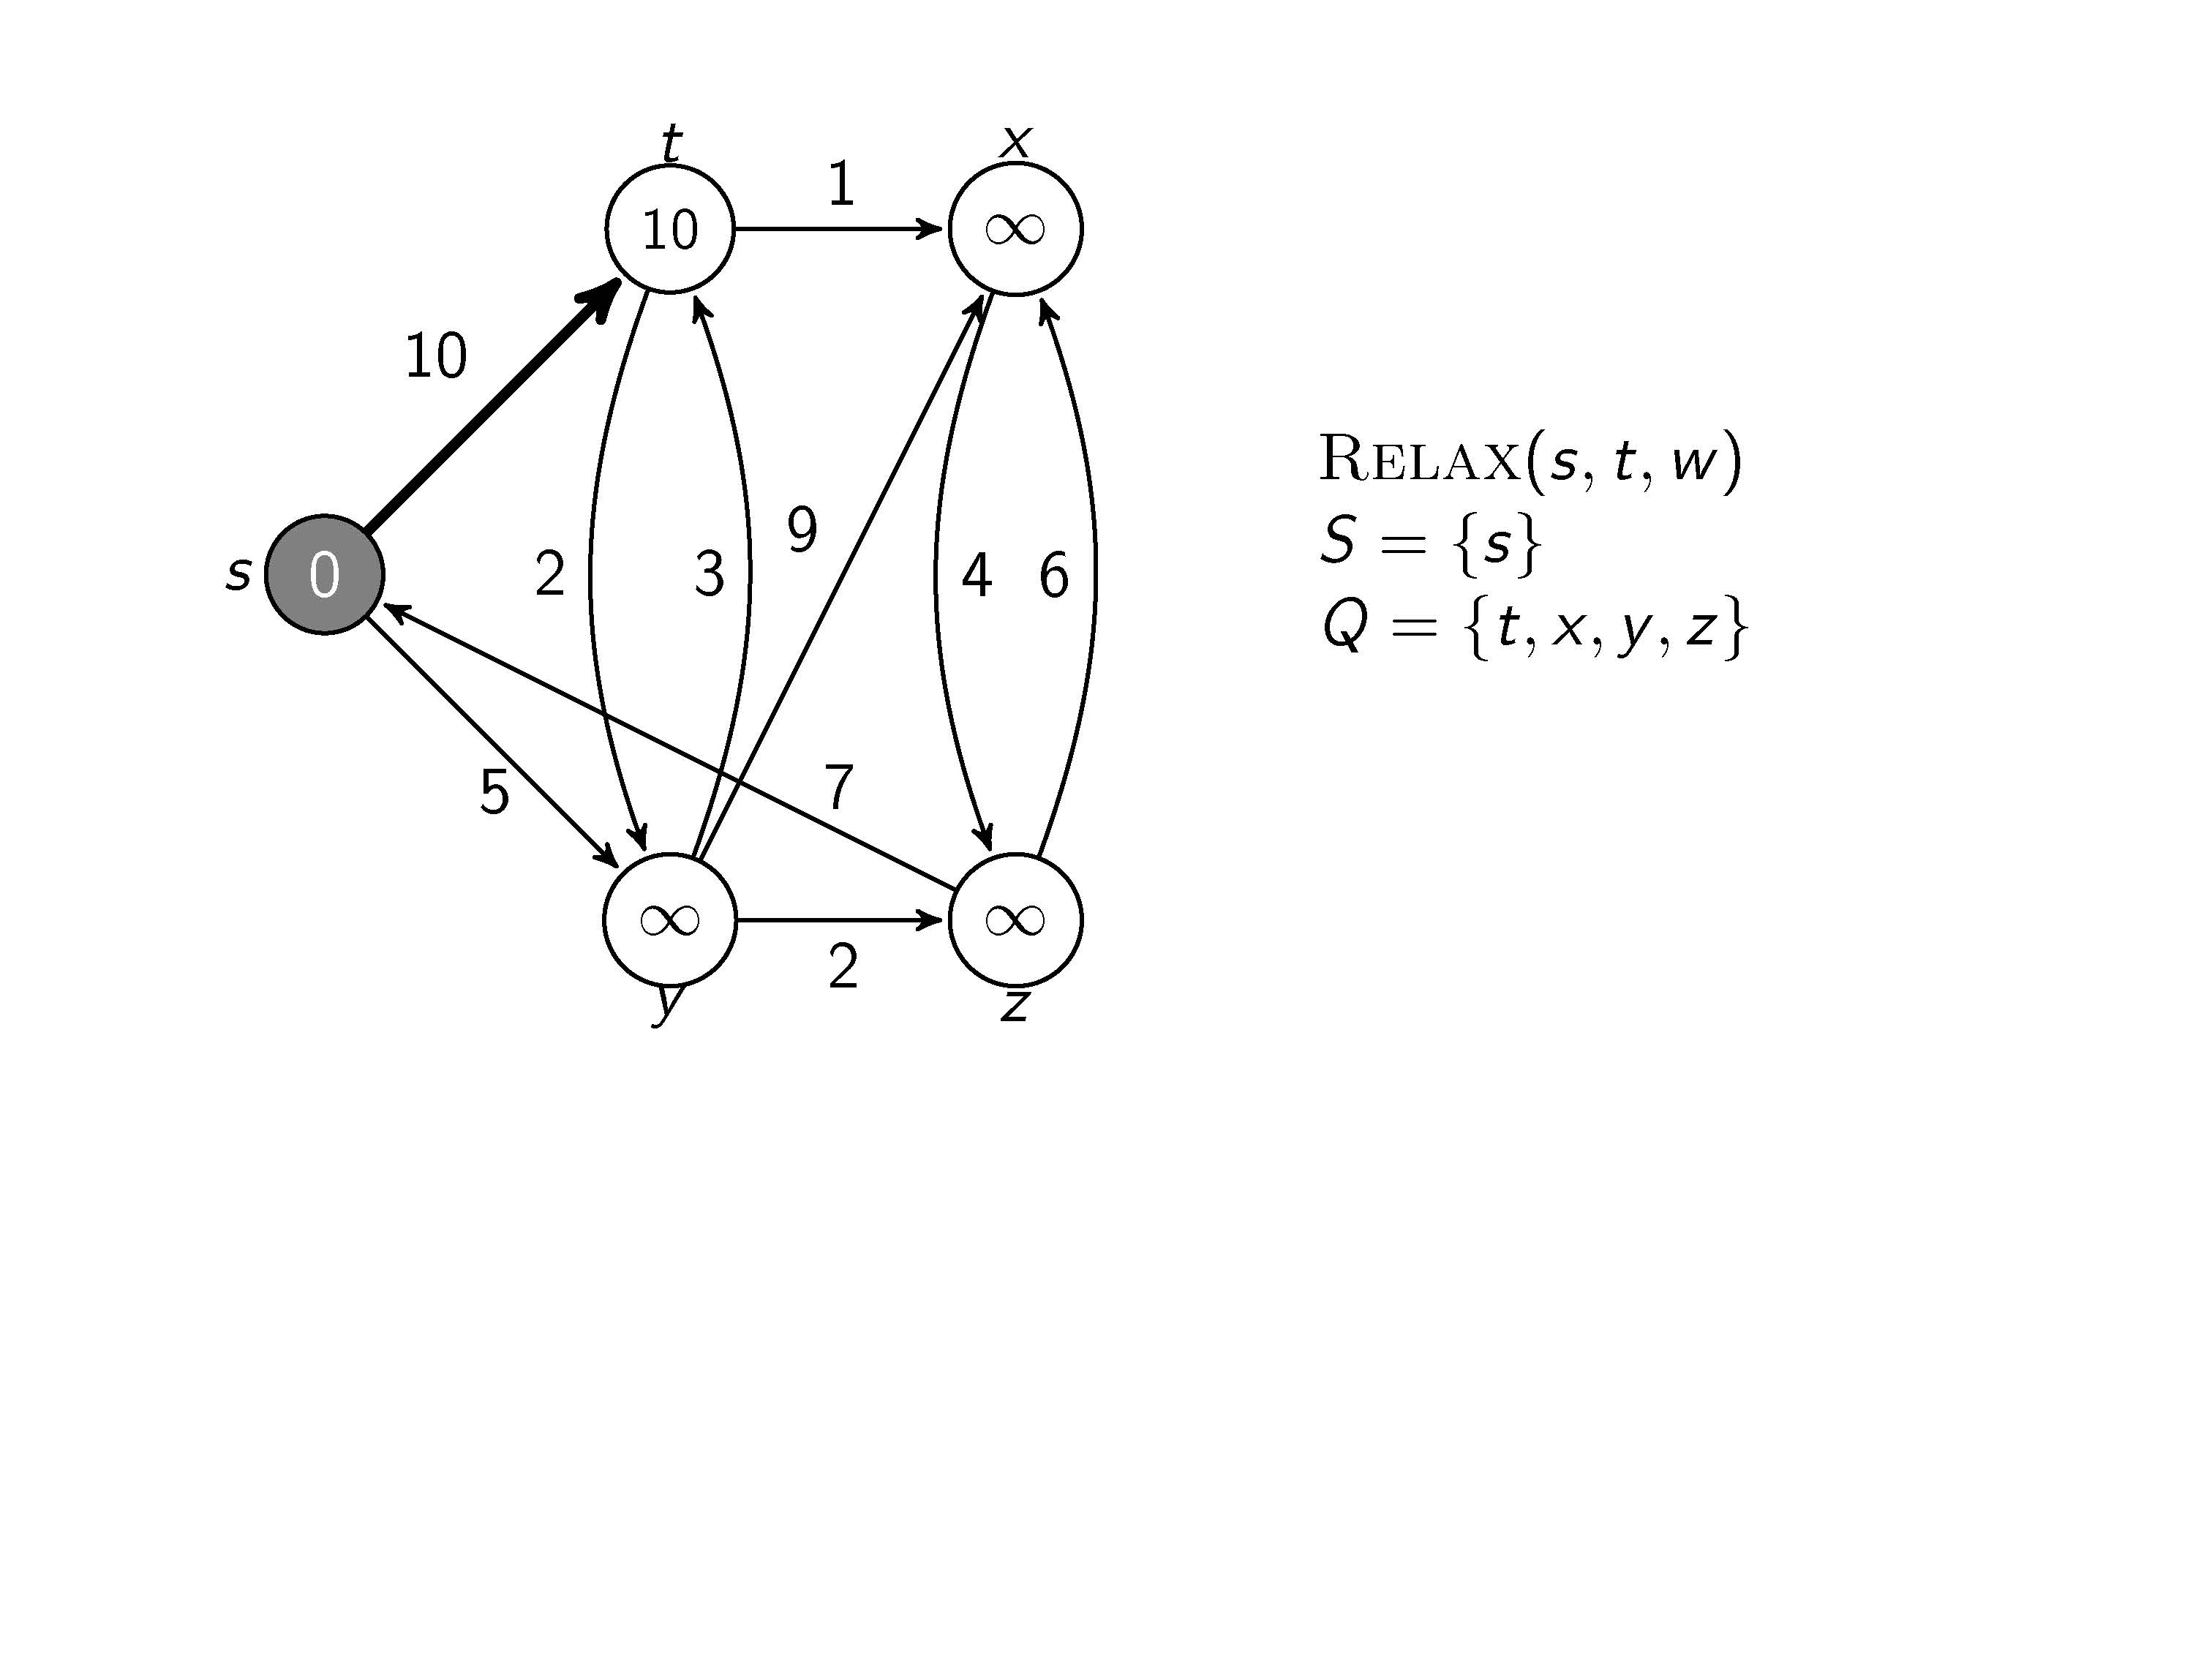 t
x
1
10
∞
10
s
0
2
3
9
4
6
5
7
∞
∞
2
y
z
RELAX(s, t, w)
S = {s}
Q = {t, x, y, z}